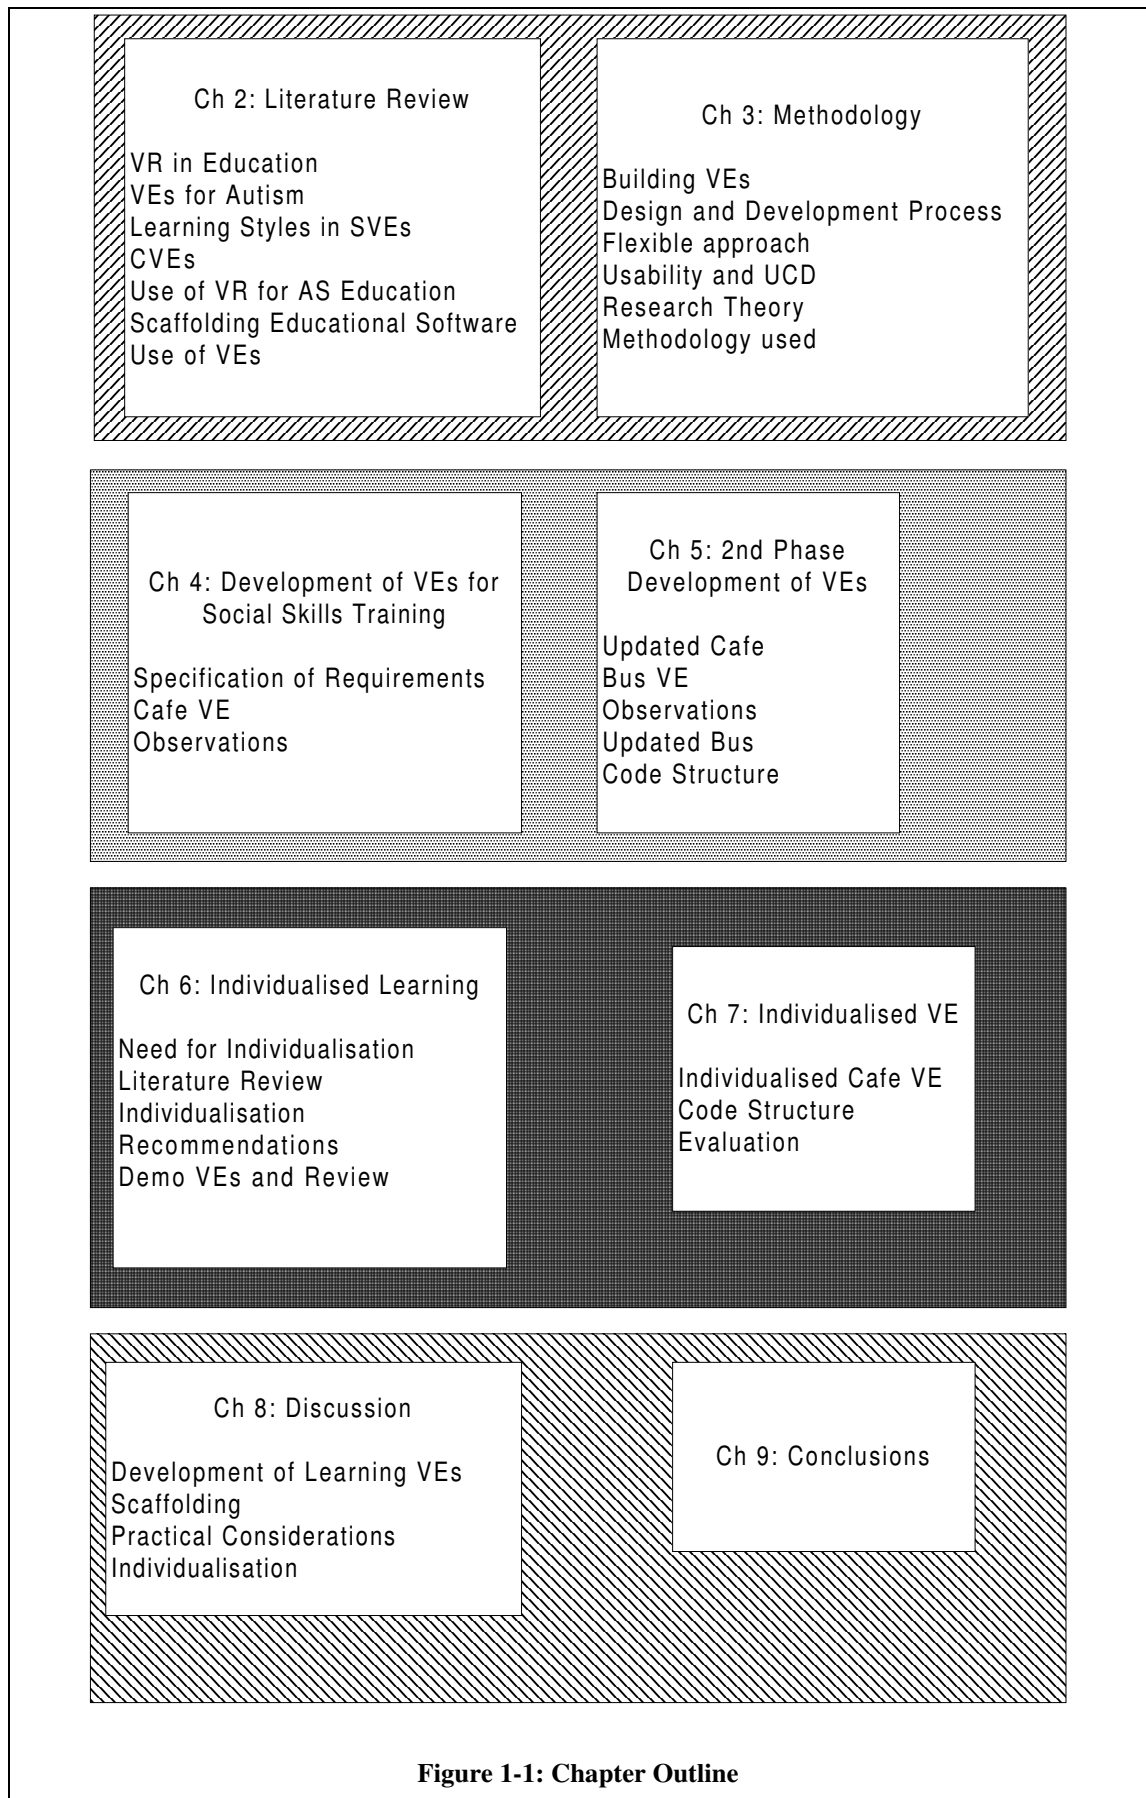 Ch 2: Literature Review
VR in Education
VEs for Autism
Learning Styles in SVEs
CVEs
Use of VR for AS Education
Scaffolding Educational Software
Use of VEs
Ch 3: Methodology
Building VEs
Design and Development Process
Flexible approach
Usability and UCD
Research Theory
Methodology used
Ch 4: Development of VEs for
Social Skills Training
Specification of Requirements
Cafe VE
Observations
Ch 5: 2nd Phase
Development of VEs
Updated Cafe
Bus VE
Observations
Updated Bus
Code Structure
Ch 6: Individualised Learning
Need for Individualisation
Literature Review
Individualisation
Recommendations
Demo VEs and Review
Ch 7: Individualised VE
Individualised Cafe VE
Code Structure
Evaluation
Ch 8: Discussion
Development of Learning VEs
Scaffolding
Practical Considerations
Individualisation
Ch 9: Conclusions
Figure 1-1: Chapter Outline